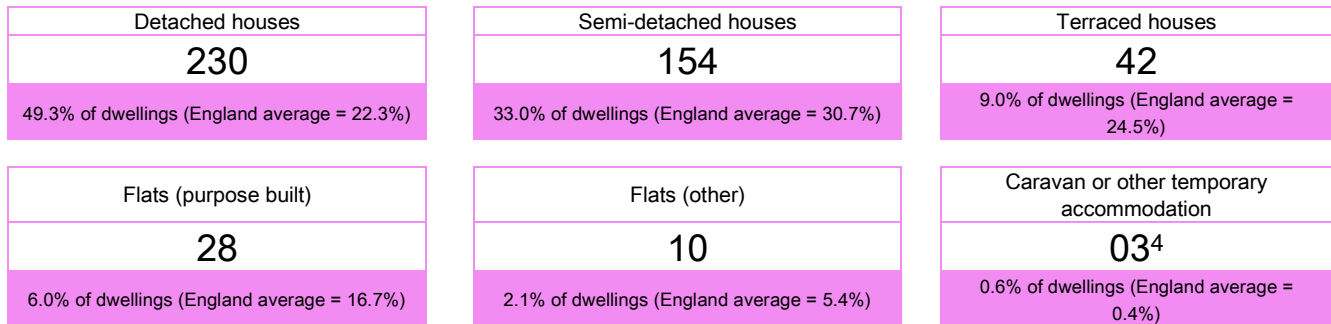 Detached houses
230
49.3% of dwellings (England average = 22.3%)
Semi-detached houses
154
33.0% of dwellings (England average = 30.7%)
Terraced houses
42
9.0% of dwellings (England average =
24.5%)
Flats (purpose built)
28
6.0% of dwellings (England average = 16.7%)
Flats (other)
10
2.1% of dwellings (England average = 5.4%)
Caravan or other temporary
accommodation
03⁴
0.6% of dwellings (England average =
0.4%)